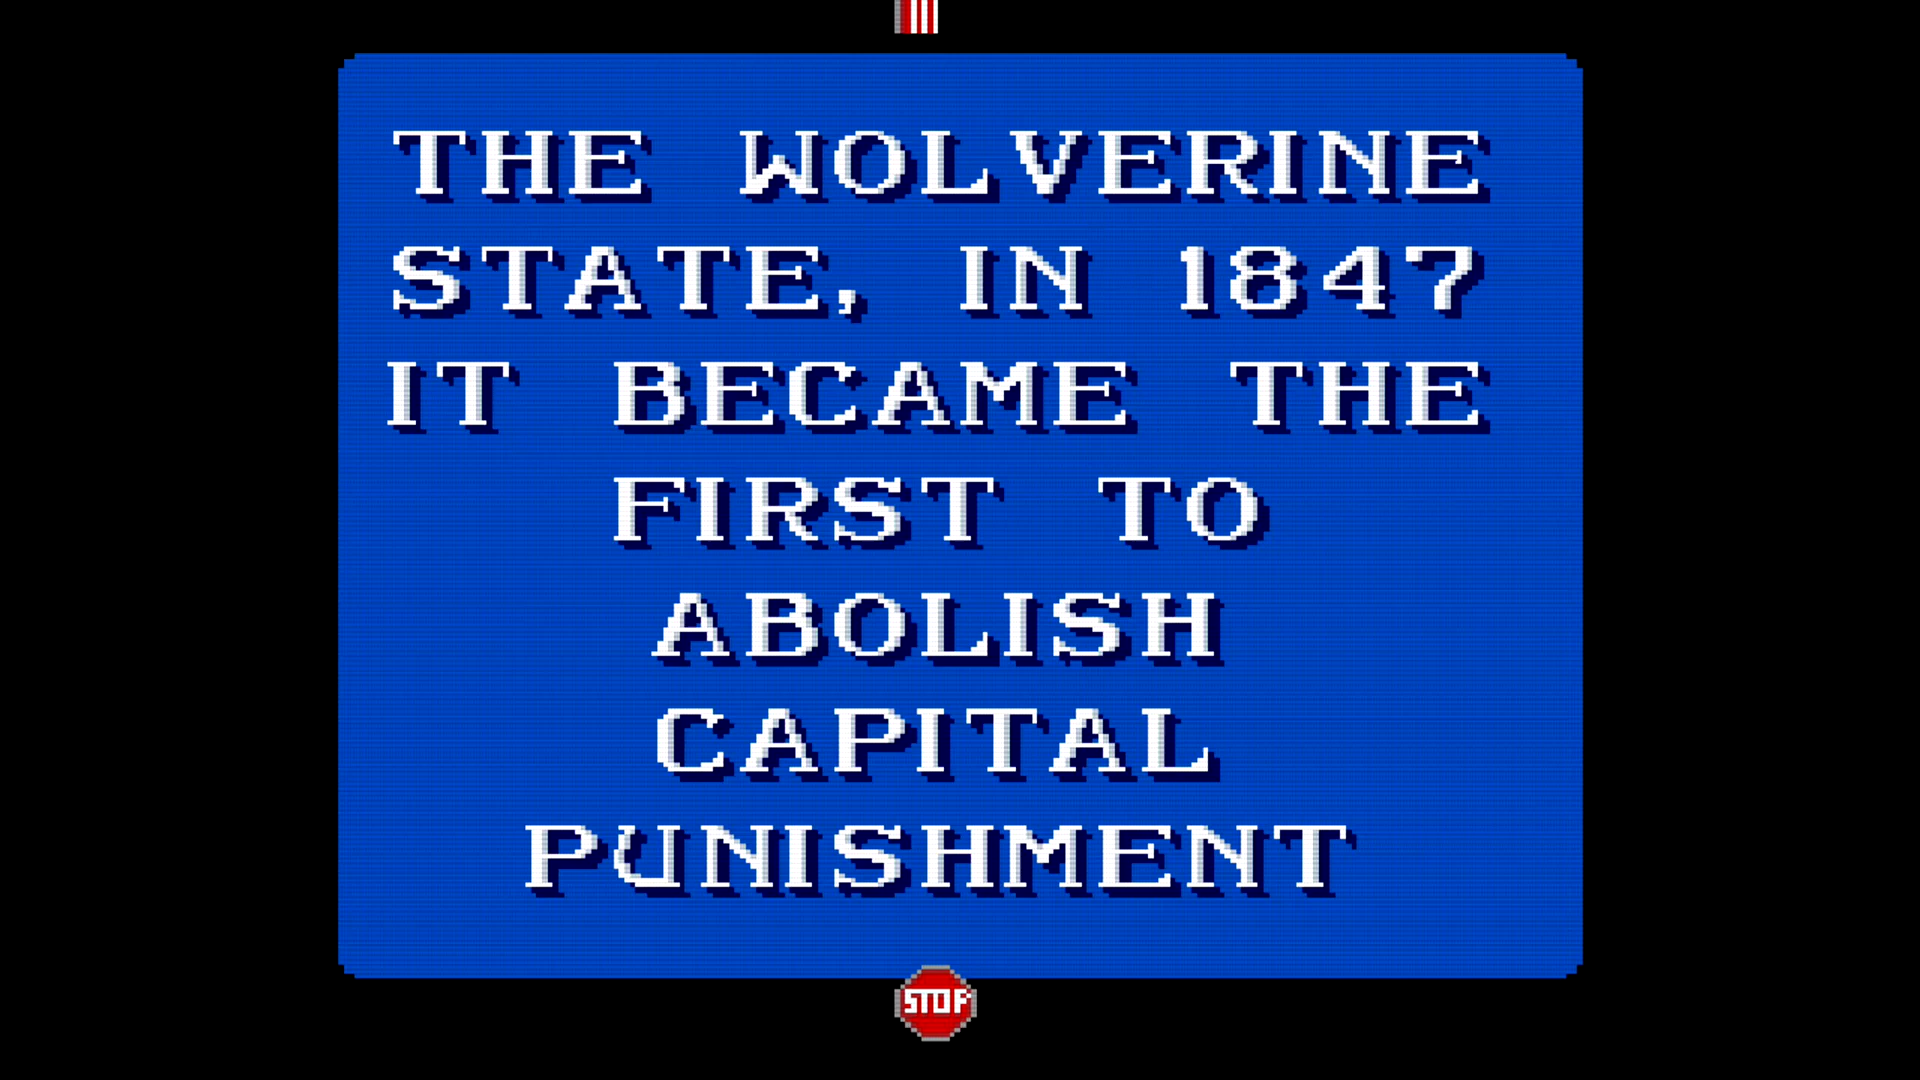 THE WOLVERINE
STATE, IN 1847
IT BECAME THE
FIRST TO
ABOLISH
CAPITAL
PUNISHMENT
STOP